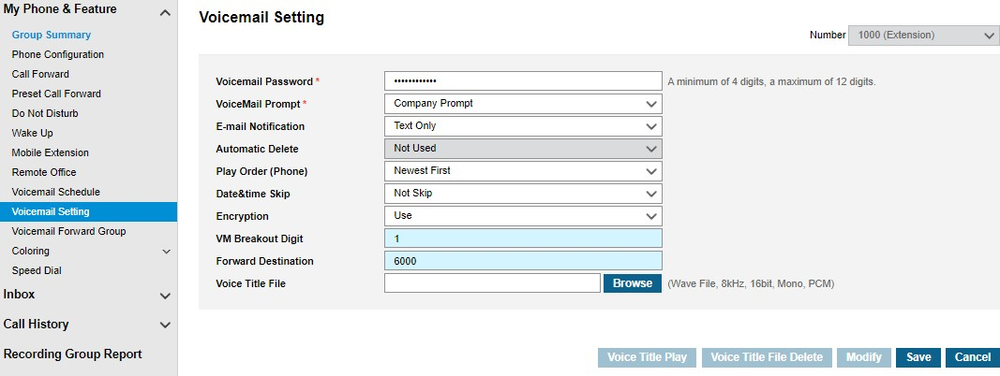 My Phone & Feature
Group Summary
Phone Configuration
Call Forward
Preset Call Forward
Do Not Disturb
Wake Up
Mobile Extension
Remote Office
Voicemail Schedule
Voicemail Setting
Voicemail Forward Group
Coloring
Speed Dial
Inbox
Call History
Recording Group Report
Voicemail Setting
Number 1000 (Extension)
Voicemail Password * •••••••••••• A minimum of 4 digits, a maximum of 12 digits.
VoiceMail Prompt * Company Prompt
E-mail Notification Text Only
Automatic Delete Not Used
Play Order (Phone) Newest First
Date&time Skip Not Skip
Encryption Use
VM Breakout Digit 1
Forward Destination 6000
Voice Title File Browse (Wave File, 8kHz, 16bit, Mono, PCM)
Voice Title Play Voice Title File Delete Modify Save Cancel